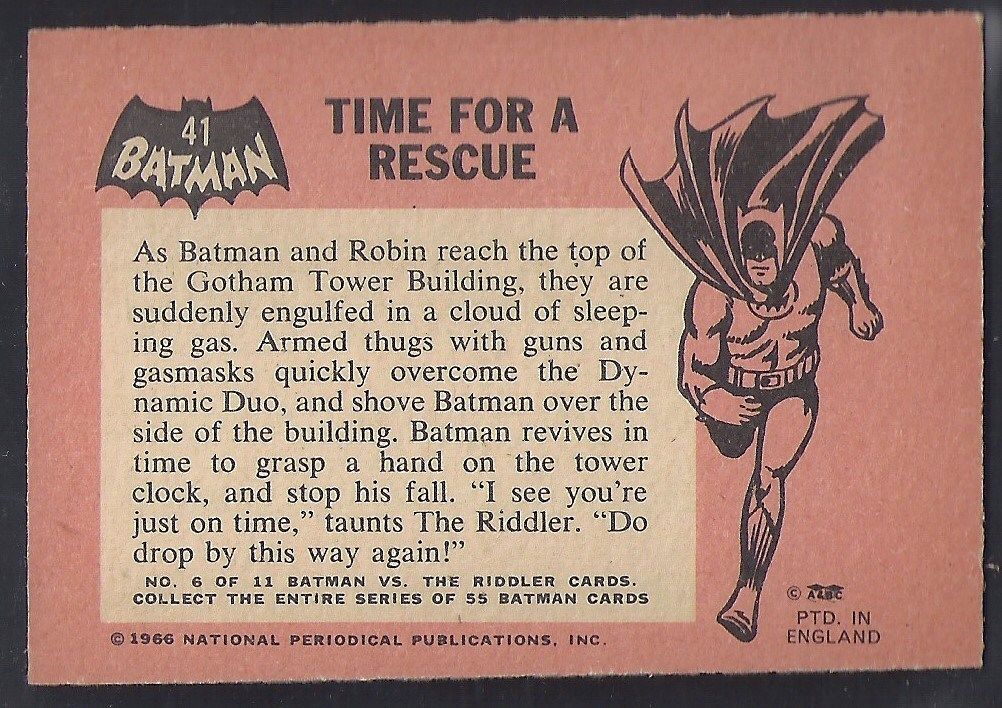 41
BATMAN
TIME FOR A
RESCUE
As Batman and Robin reach the top of
the Gotham Tower Building, they are
suddenly engulfed in a cloud of sleep-
ing gas. Armed thugs with guns and
gasmasks quickly overcome the Dy-
namic Duo, and shove Batman over the
side of the building. Batman revives in
time to grasp a hand on the tower
clock, and stop his fall. “I see you’re
just on time,” taunts The Riddler. “Do
drop by this way again!”
NO. 6 OF 11 BATMAN VS. THE RIDDLER CARDS.
COLLECT THE ENTIRE SERIES OF 55 BATMAN CARDS
© 1966 NATIONAL PERIODICAL PUBLICATIONS, INC.
© A&BC
PTD. IN
ENGLAND